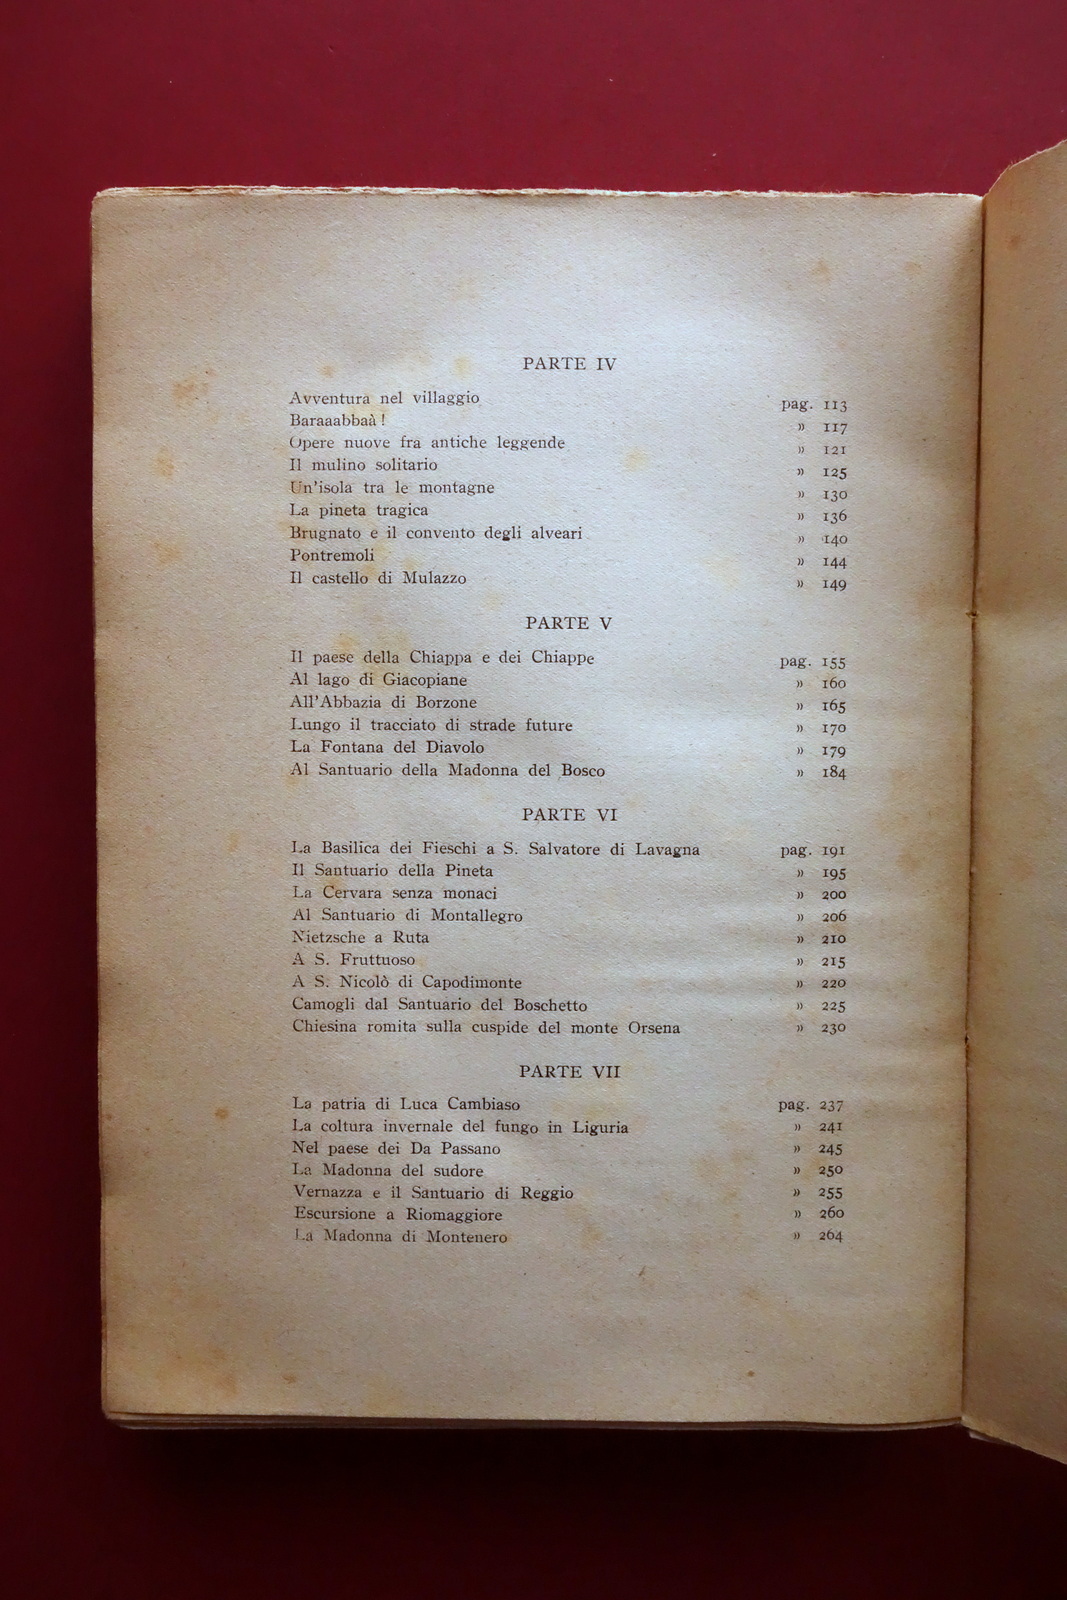 PARTE IV
Avventura nel villaggio pag. 113
Baraaabbaà ! » 117
Opere nuove fra antiche leggende » 121
Il mulino solitario » 125
Un'isola tra le montagne » 130
La pineta tragica » 136
Brugnato e il convento degli alveari » 140
Pontremoli » 144
Il castello di Mulazzo » 149
PARTE V
Il paese della Chiappa e dei Chiappe pag. 155
Al lago di Giacopiane » 160
All'Abbazia di Borzone » 165
Lungo il tracciato di strade future » 170
La Fontana del Diavolo » 179
Al Santuario della Madonna del Bosco » 184
PARTE VI
La Basilica dei Fieschi a S. Salvatore di Lavagna pag. 191
Il Santuario della Pineta » 195
La Cervara senza monaci » 200
Al Santuario di Montallegro » 206
Nietzsche a Ruta » 210
A S. Fruttuoso » 215
A S. Nicolò di Capodimonte » 220
Camogli dal Santuario del Boschetto » 225
Chiesina romita sulla cuspide del monte Orsena » 230
PARTE VII
La patria di Luca Cambiaso pag. 237
La coltura invernale del fungo in Liguria » 241
Nel paese dei Da Passano » 245
La Madonna del sudore » 250
Vernazza e il Santuario di Reggio » 255
Escursione a Riomaggiore » 260
La Madonna di Montenero » 264